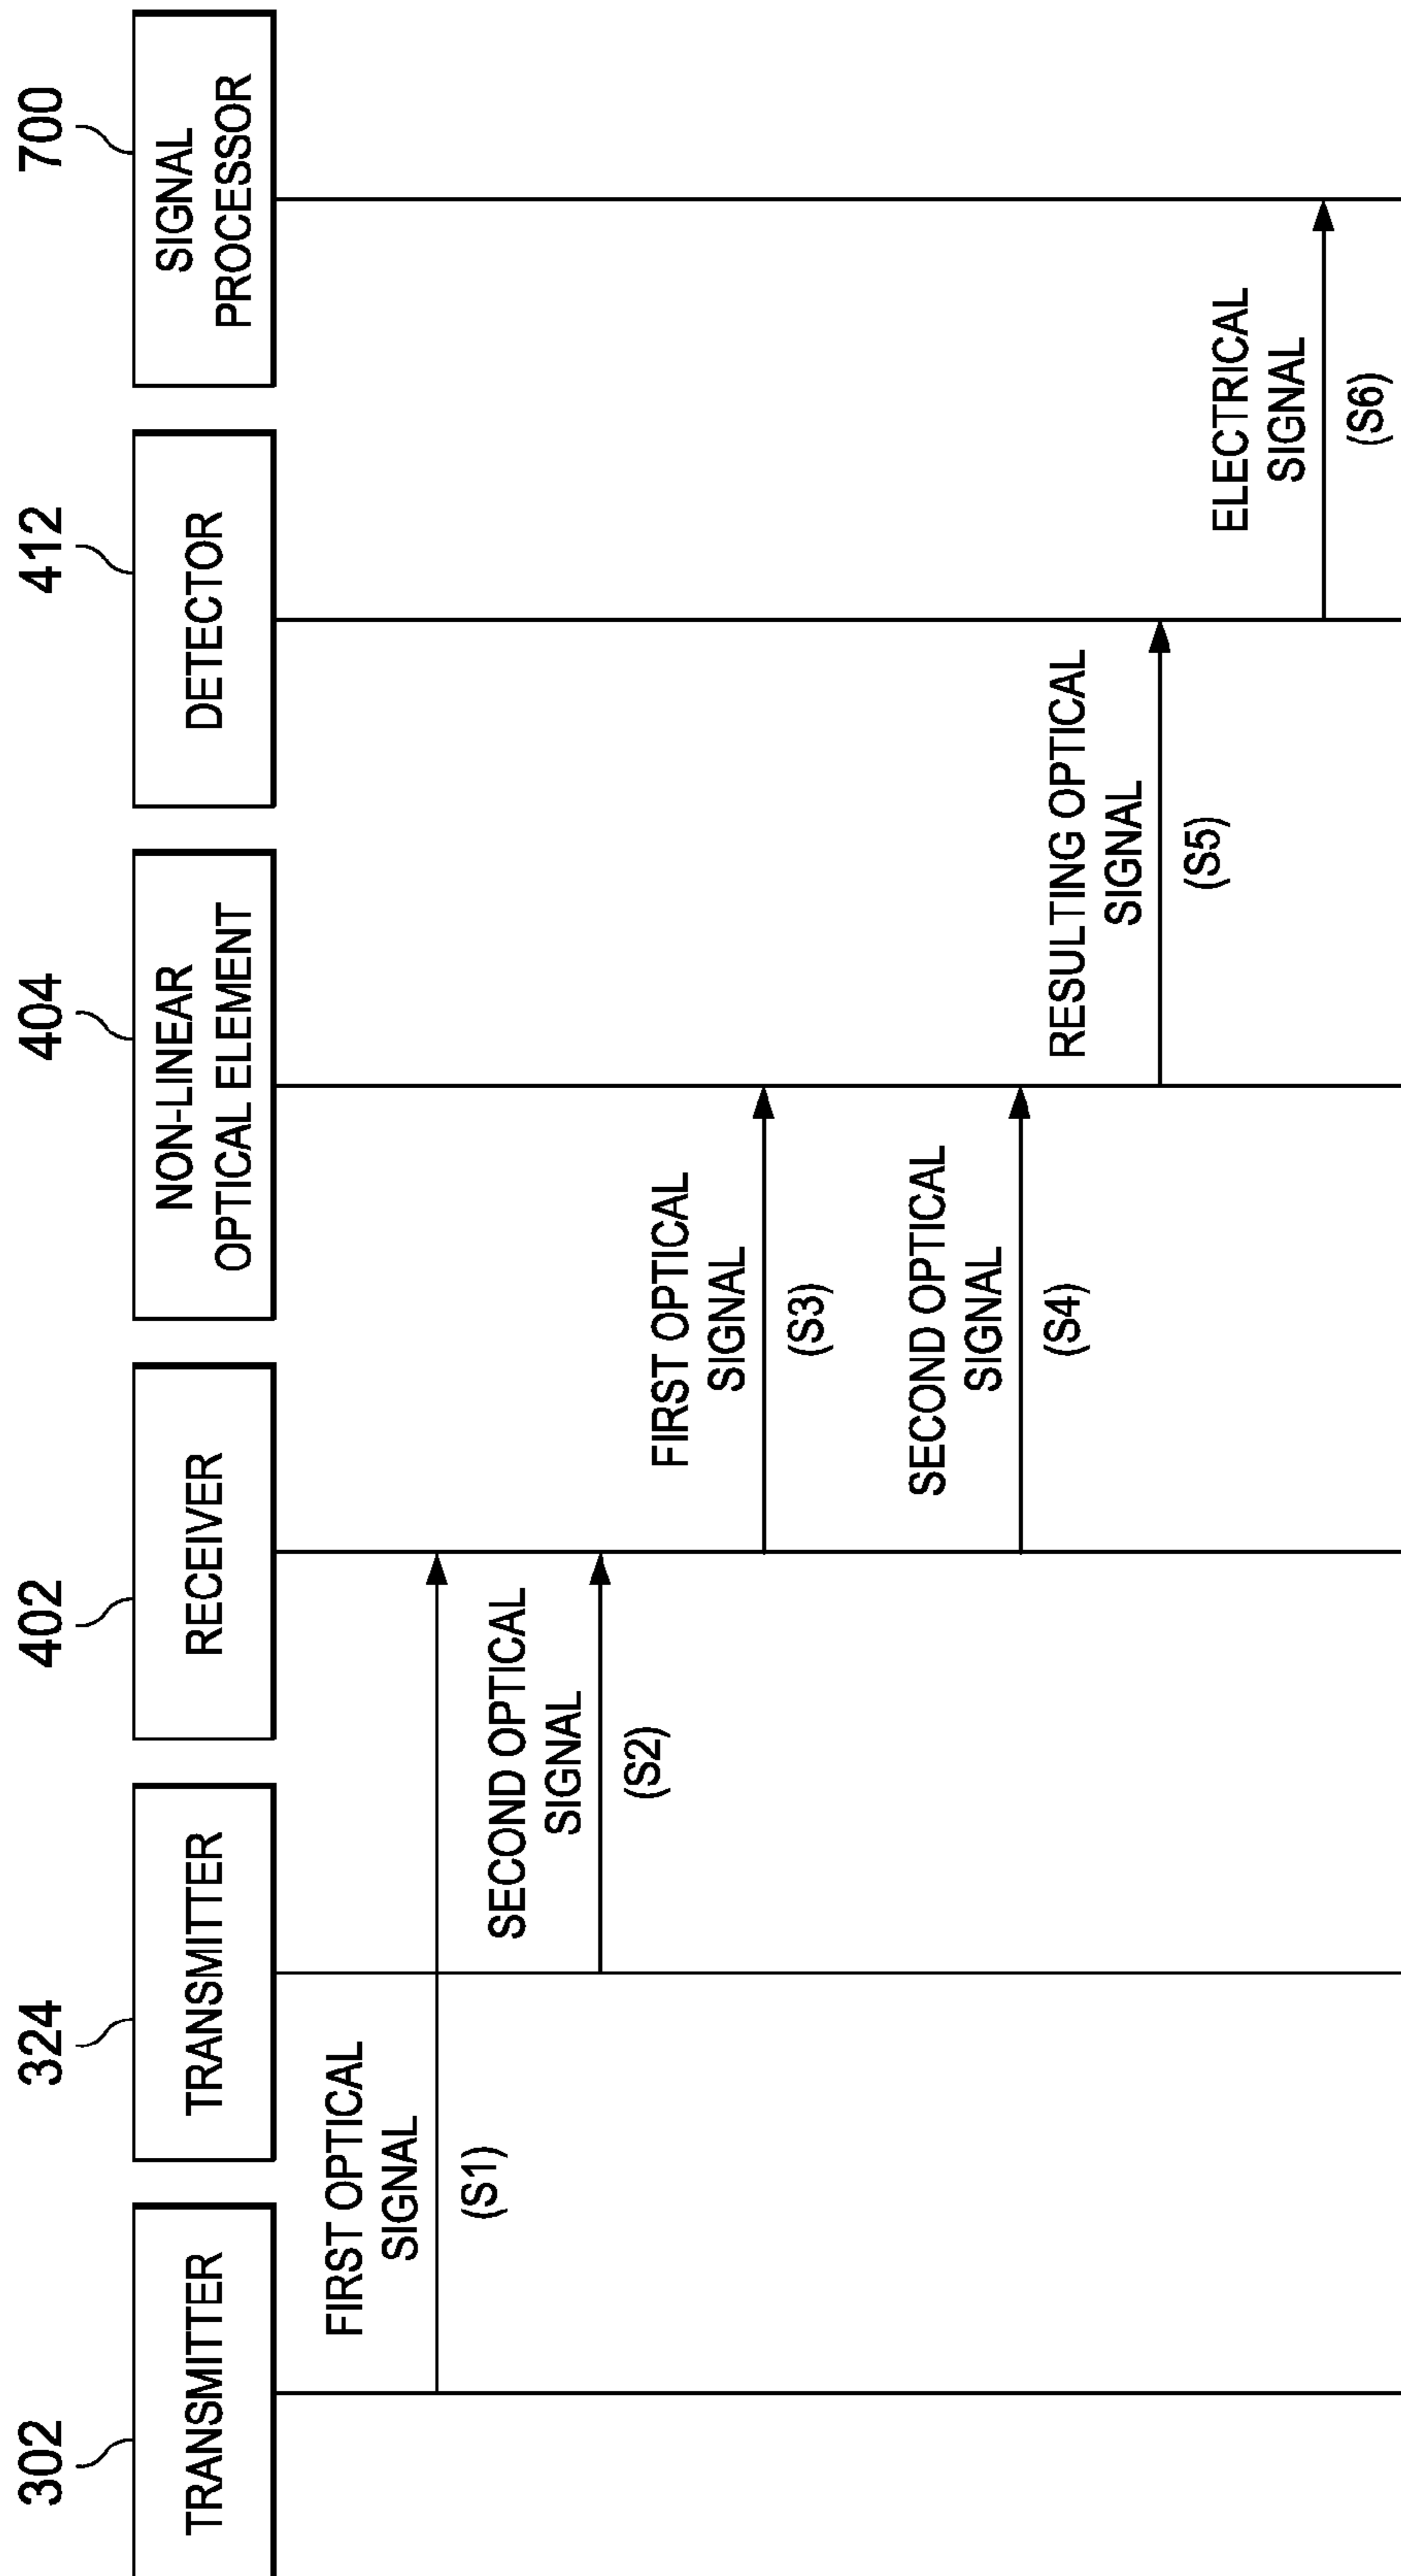 302
324
402
404
412
700
TRANSMITTER
TRANSMITTER
RECEIVER
NON-LINEAR
OPTICAL ELEMENT
DETECTOR
SIGNAL
PROCESSOR
FIRST OPTICAL
SIGNAL
(S1)
SECOND OPTICAL
SIGNAL
(S2)
FIRST OPTICAL
SIGNAL
(S3)
SECOND OPTICAL
SIGNAL
(S4)
RESULTING OPTICAL
SIGNAL
(S5)
ELECTRICAL
SIGNAL
(S6)